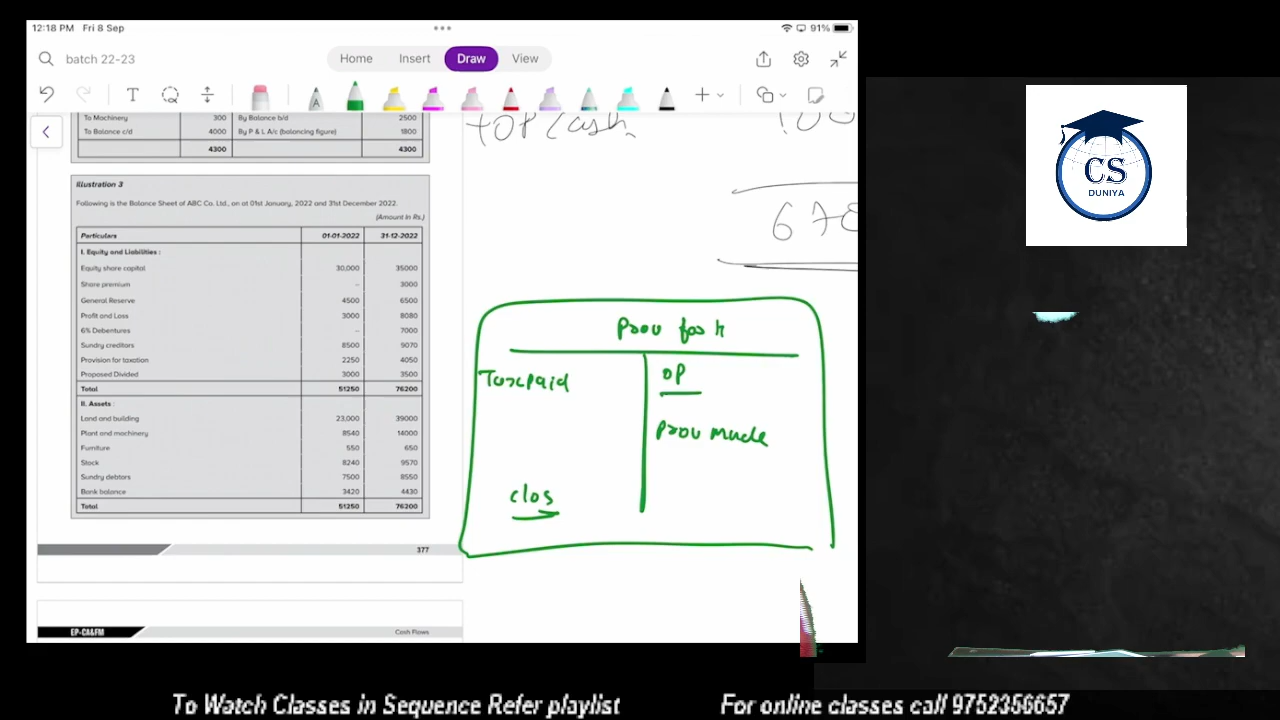 12:18 PM Fri 8 Sep
91%
batch 22-23
Home Insert Draw View
To Machinery 300 By Balance b/d 2500
To Balance c/d 4000 By P & L A/c (balancing figure) 1800
4300 4300
Illustration 3
Following is the Balance Sheet of ABC Co. Ltd., on at 01st January, 2022 and 31st December 2022.
(Amount in Rs.)
Particulars 01-01-2022 31-12-2022
I. Equity and Liabilities :
Equity share capital 30,000 35000
Share premium – 3000
General Reserve 4500 6500
Profit and Loss 3000 8080
6% Debentures – 7000
Sundry creditors 8500 9070
Provision for taxation 2250 4050
Proposed Divided 3000 3500
Total 51250 76200
II. Assets :
Land and building 23,000 39000
Plant and machinery 8540 14000
Furniture 550 650
Stock 8240 9570
Sundry debtors 7500 8550
Bank balance 3420 4430
Total 51250 76200
377
EP-CA&FM Cash Flows
+ OP Cash
678
Prov for
Tax paid
OP
Prov made
clos
CS
DUNIYA
To Watch Classes in Sequence Refer playlist
For online classes call 9752356657